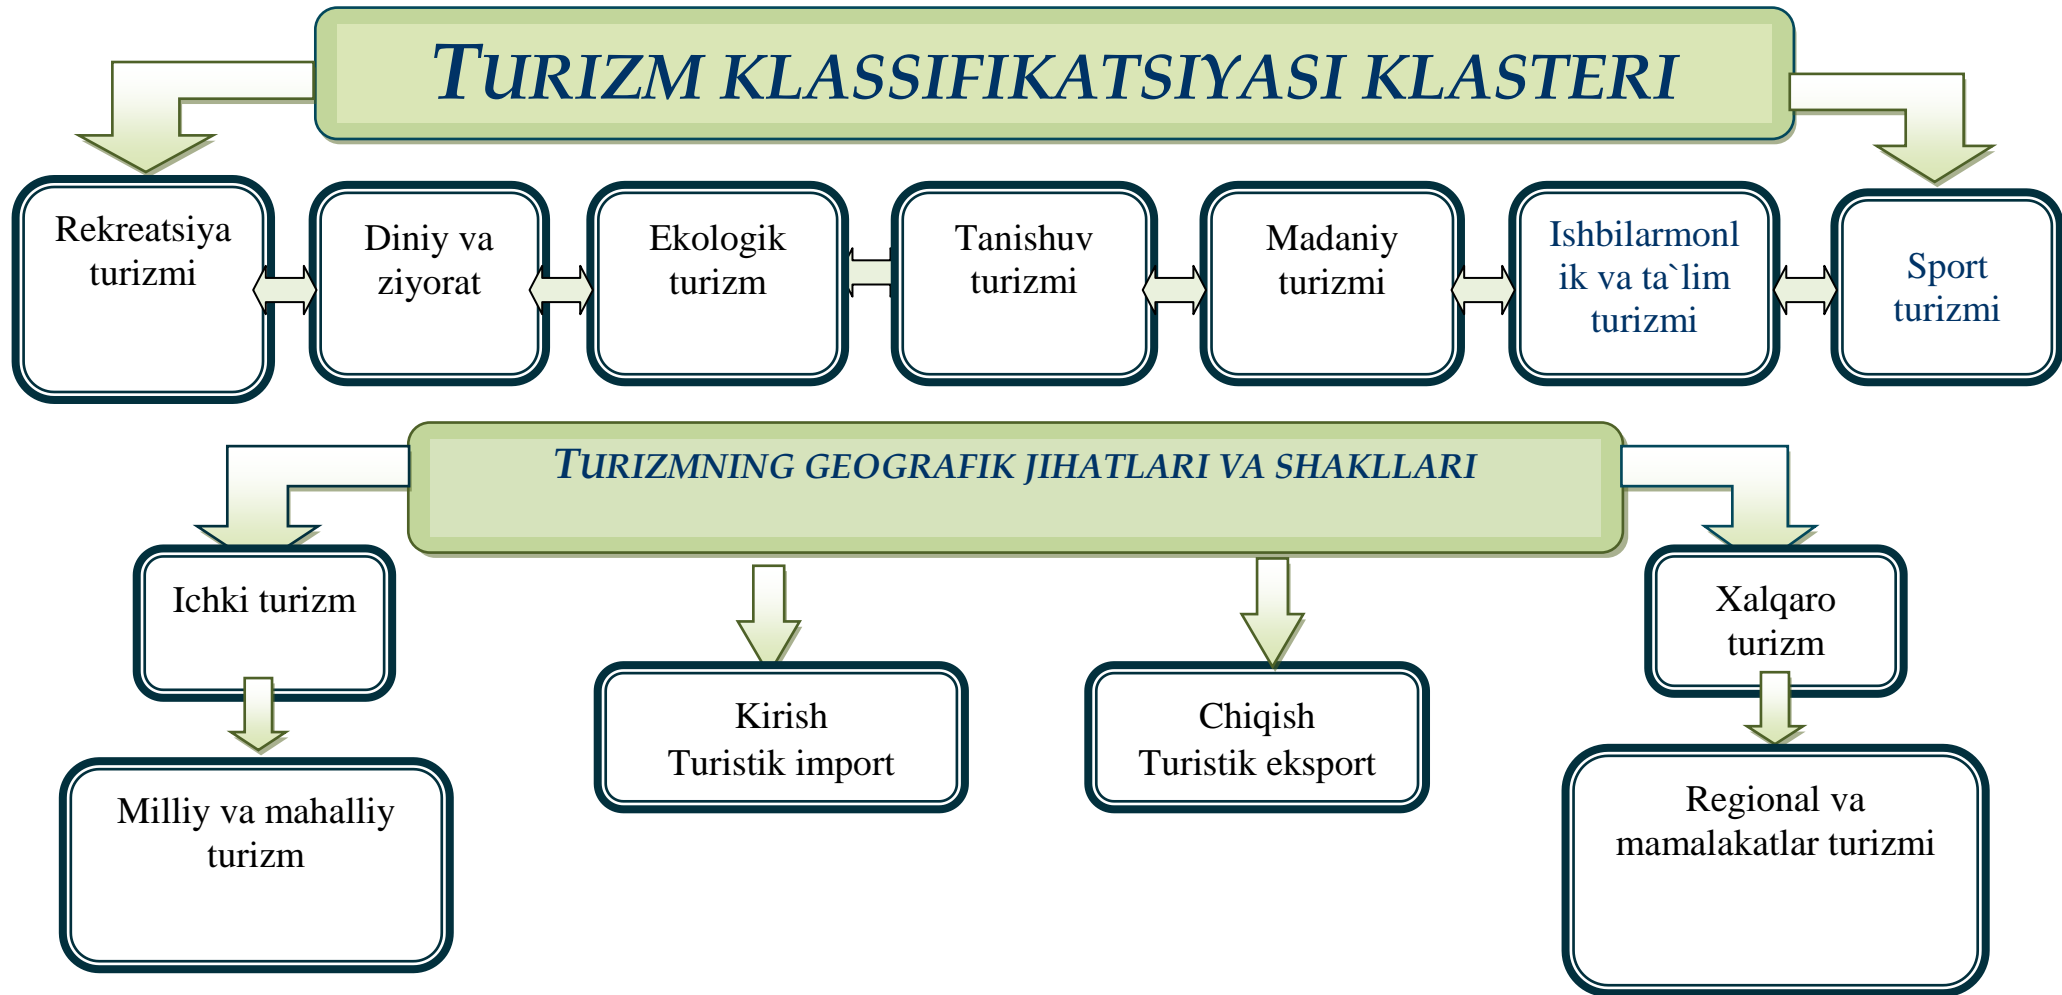 TURIZM KLASSIFIKATSIYASI KLASTERI
Rekreatsiya
turizmi
Diniy va
ziyorat
Ekologik
turizm
Tanishuv
turizmi
Madaniy
turizmi
Ishbilarmonl
ik va ta`lim
turizmi
Sport
turizmi
TURIZMNING GEOGRAFIK JIHATLARI VA SHAKLLARI
Ichki turizm
Kirish
Turistik import
Chiqish
Turistik eksport
Xalqaro
turizm
Milliy va mahalliy
turizm
Regional va
mamalakatlar turizmi